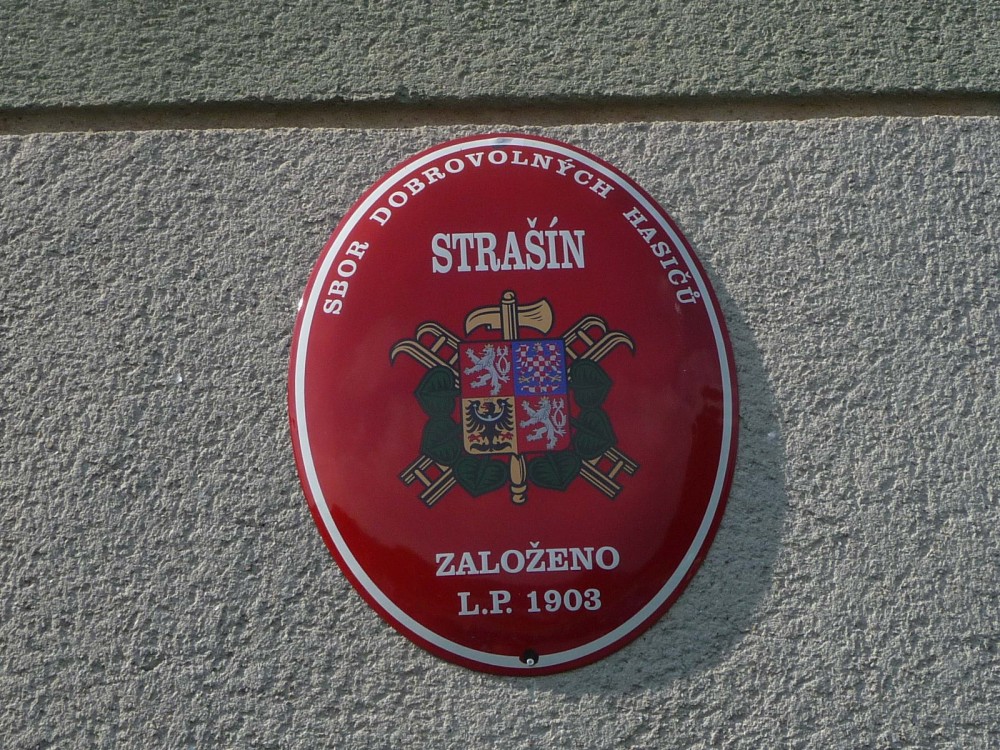 SBOR DOBROVOLNÝCH HASIČŮ
STRAŠÍN
ZALOŽENO
L.P. 1903